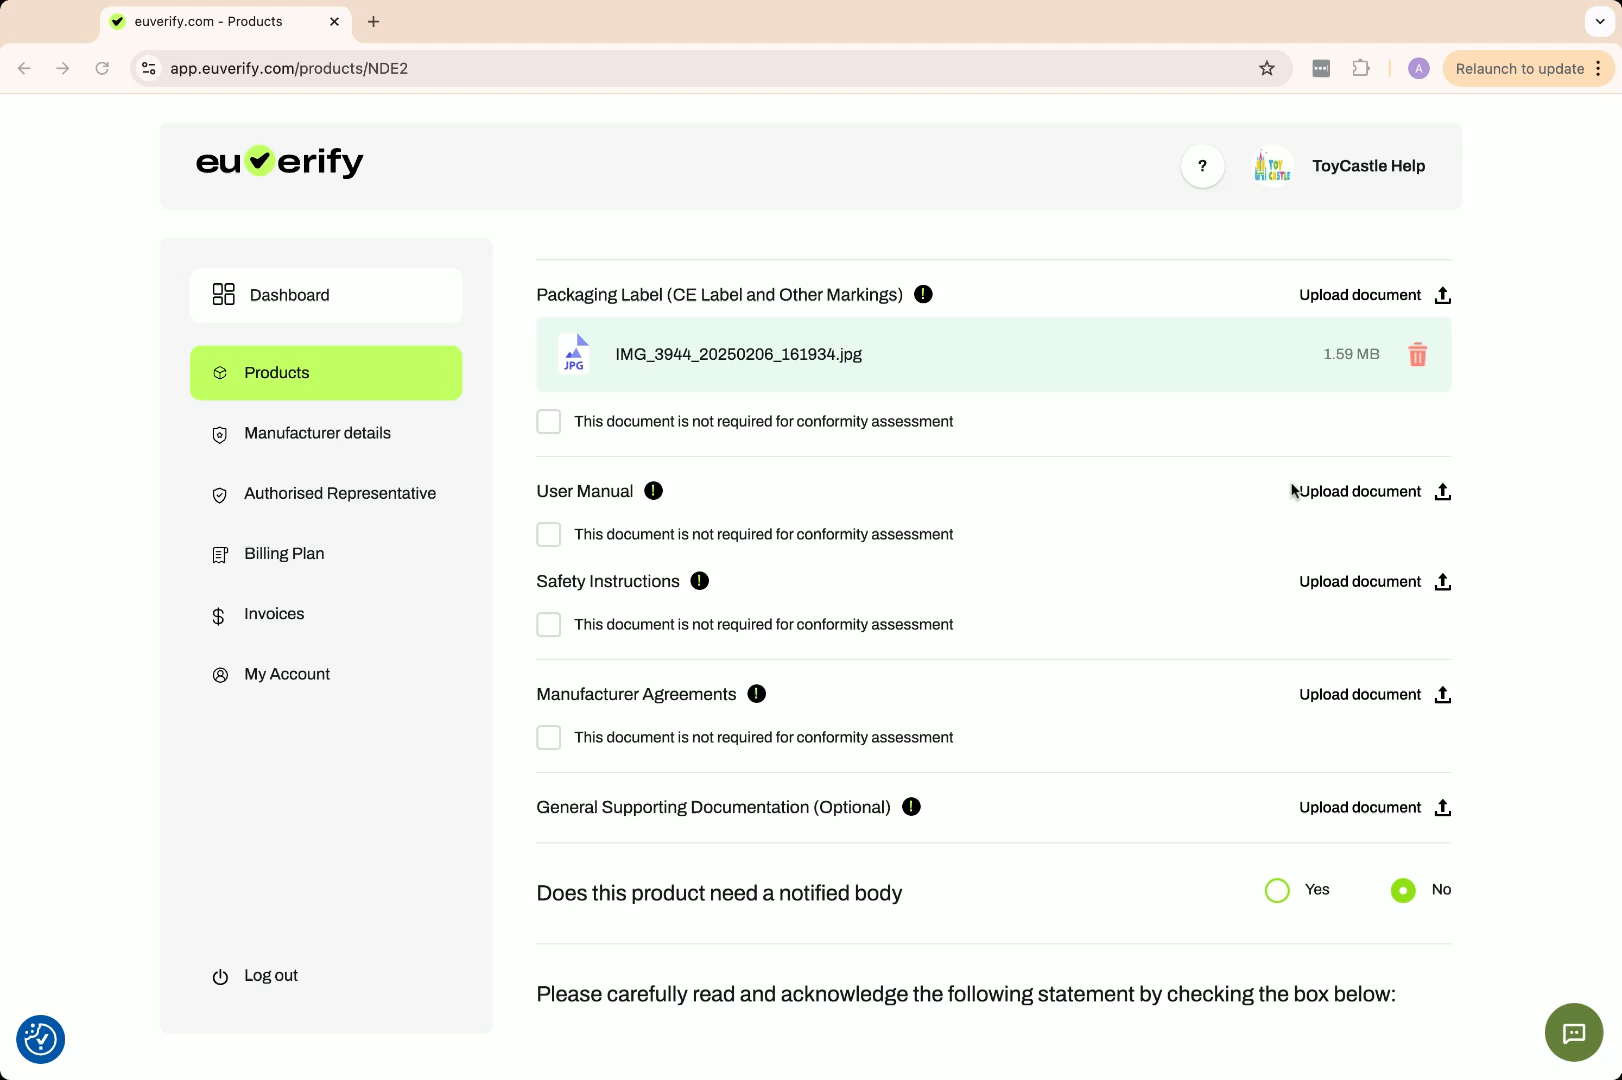 euverify.com - Products
app.euverify.com/products/NDE2
A
Relaunch to update
euverify
?
TOY CASTLE
ToyCastle Help
Dashboard
Products
Manufacturer details
Authorised Representative
Billing Plan
Invoices
My Account
Log out
Packaging Label (CE Label and Other Markings) !
Upload document
JPG
IMG_3944_20250206_161934.jpg
1.59 MB
This document is not required for conformity assessment
User Manual !
Upload document
This document is not required for conformity assessment
Safety Instructions !
Upload document
This document is not required for conformity assessment
Manufacturer Agreements !
Upload document
This document is not required for conformity assessment
General Supporting Documentation (Optional) !
Upload document
Does this product need a notified body
Yes
No
Please carefully read and acknowledge the following statement by checking the box below: